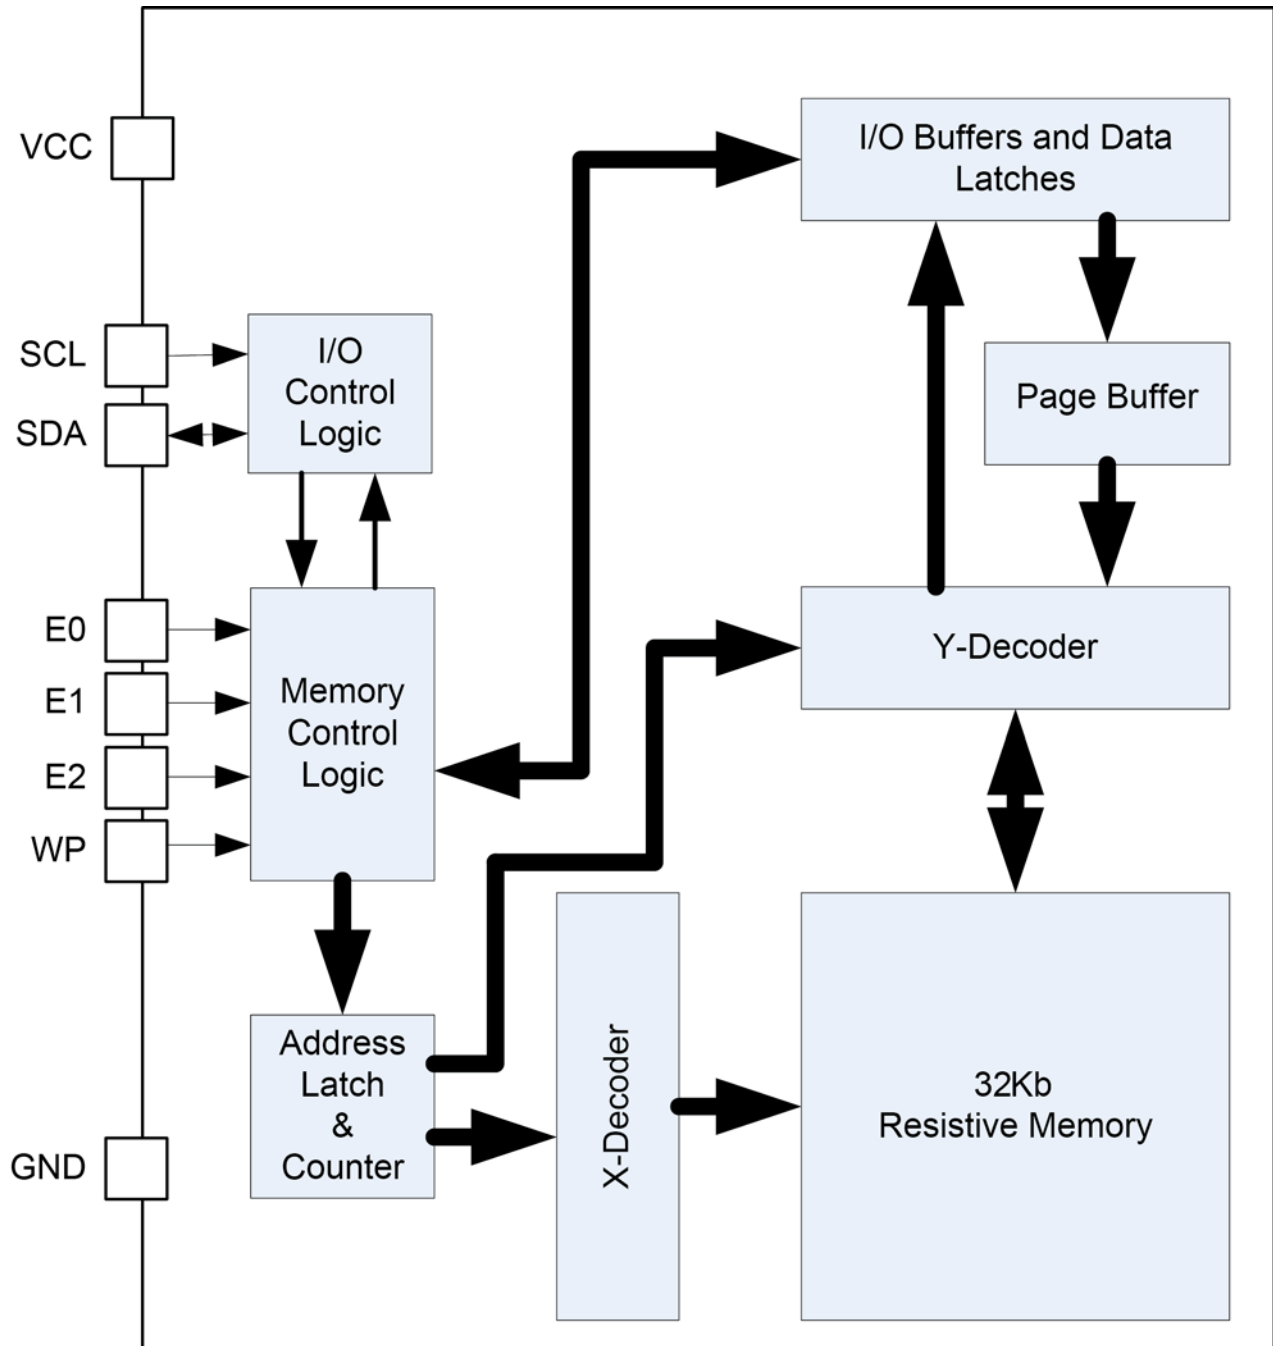 VCC
I/O Buffers and Data
Latches
SCL
I/O
Control
Logic
SDA
Page Buffer
E0
E1
E2
WP
Memory
Control
Logic
Y-Decoder
Address
Latch
&
Counter
X-Decoder
32Kb
Resistive Memory
GND